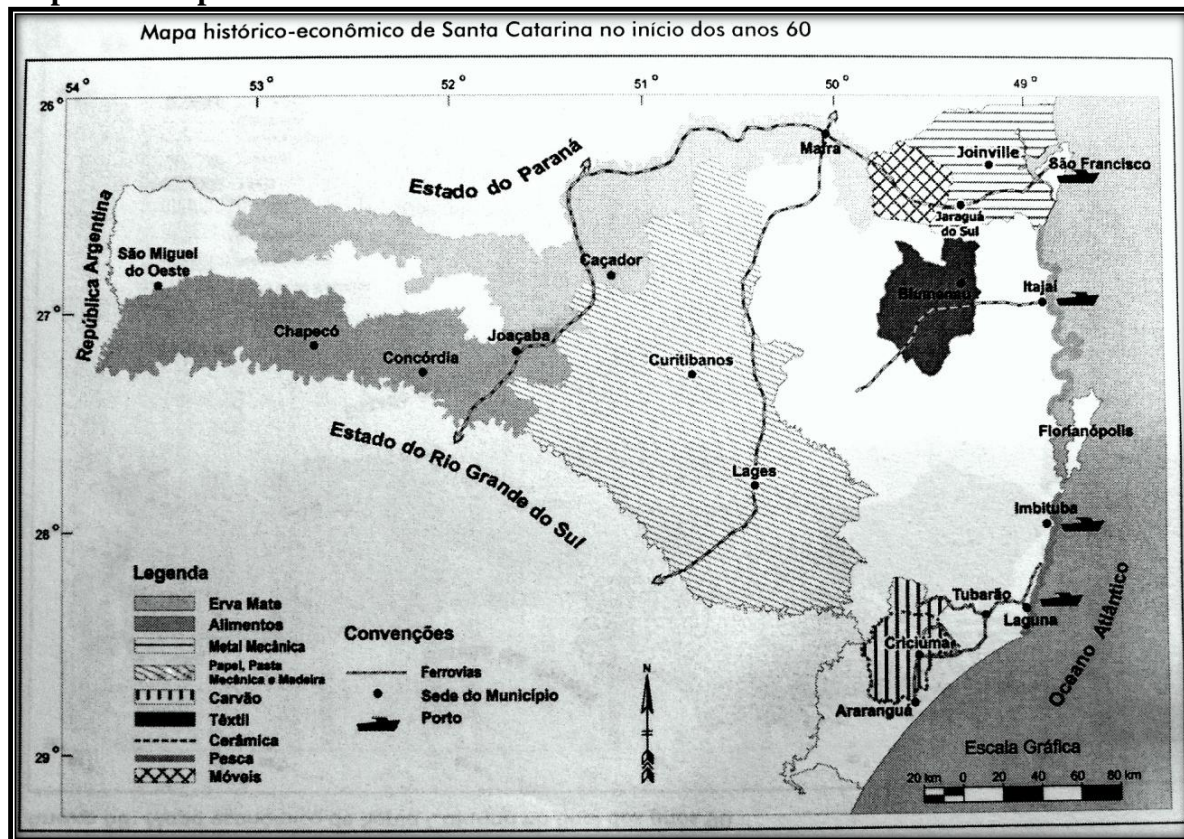 Mapa histórico-econômico de Santa Catarina no início dos anos 60
54°
53°
52°
51°
50°
49°
26°
Estado do Paraná
Mafra
Joinville
São Francisco
República Argentina
São Miguel
do Oeste
Jaraguá
do Sul
Caçador
Blumenau
Itajaí
27°
Chapecó
Joaçaba
Concórdia
Curitibanos
Estado do Rio Grande do Sul
Florianópolis
Lages
28°
Imbituba
Oceano Atlântico
Tubarão
Laguna
Criciúma
Araranguá
Legenda
Erva Mate
Alimentos
Metal Mecânica
Papel, Pasta
Mecânica e Madeira
Carvão
Têxtil
Cerâmica
Pesca
Móveis
Convenções
Ferrovias
Sede do Município
Porto
N
29°
Escala Gráfica
20 km 0 20 40 60 80 km